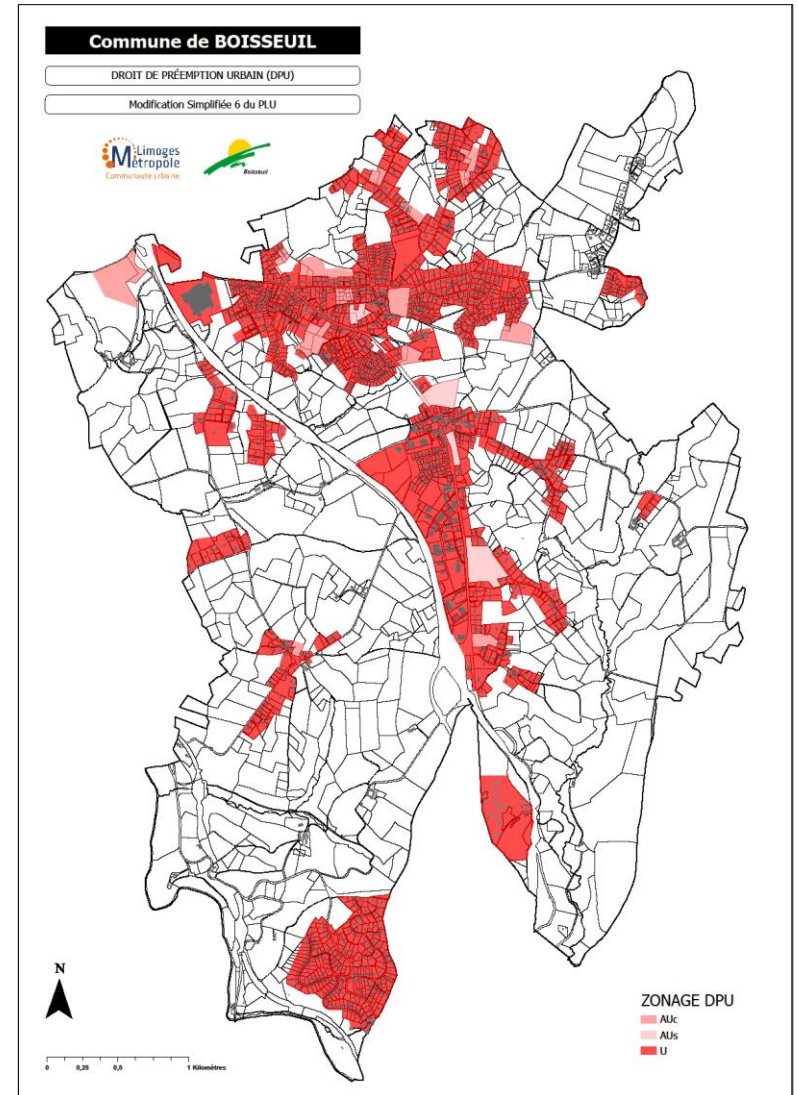 Commune de BOISSEUIL
DROIT DE PRÉEMPTION URBAIN (DPU)
Modification Simplifiée 6 du PLU
Limoges
Métropole
Communauté urbaine
Boisseuil
N
0 0,25 0,5 1 Kilomètres
ZONAGE DPU
AUc
AUs
U